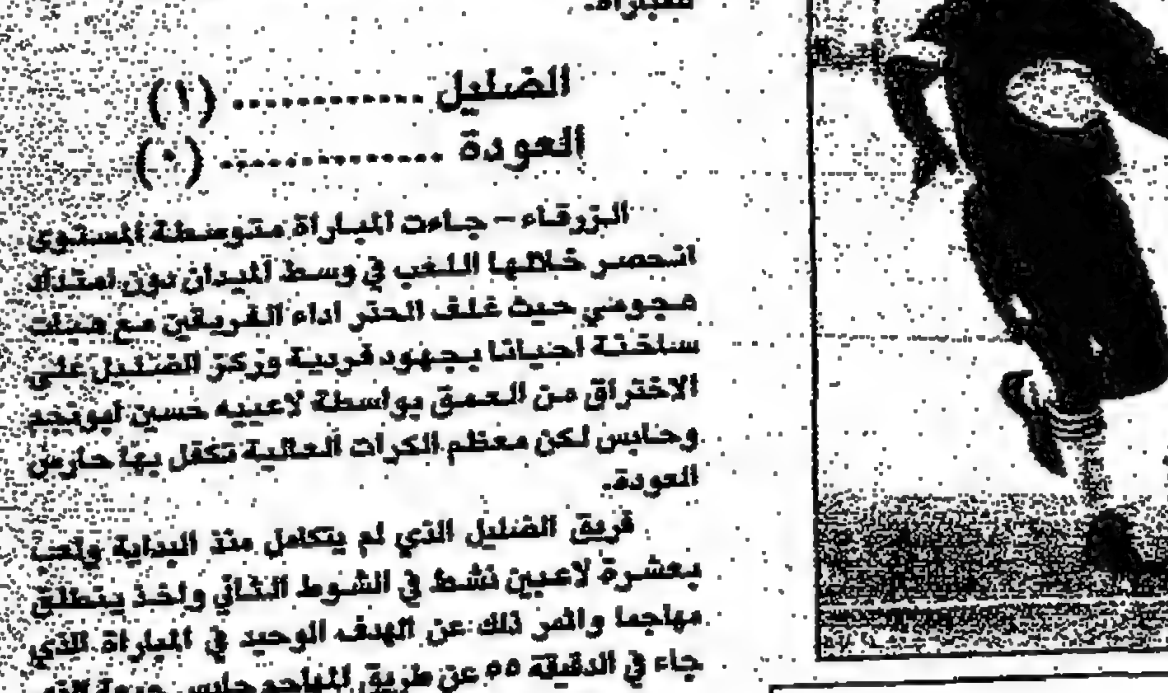 للمباراة.
الضليل ............ (١)
العودة .............. (٠)
الزرقاء – جاءت المباراة متوسطة المستوى
انحصر خلالها اللعب في وسط الميدان دون امتداد
هجومي حيث غلف الحذر اداء الفريقين مع هبات
ساخنة احيانا بجهود فردية وركز الضليل على
الاختراق من العمق بواسطة لاعبيه حسين ابونجم
وحابس لكن معظم الكرات العالية تكفل بها حارس
العودة.
فريق الضليل الذي لم يتكامل منذ البداية ولعب
بعشرة لاعبين نشط في الشوط الثاني واخذ ينطلق
مهاجما واثمر ذلك عن الهدف الوحيد في المباراة الذي
جاء في الدقيقة ٥٥ عن طريق المهاجم حابس